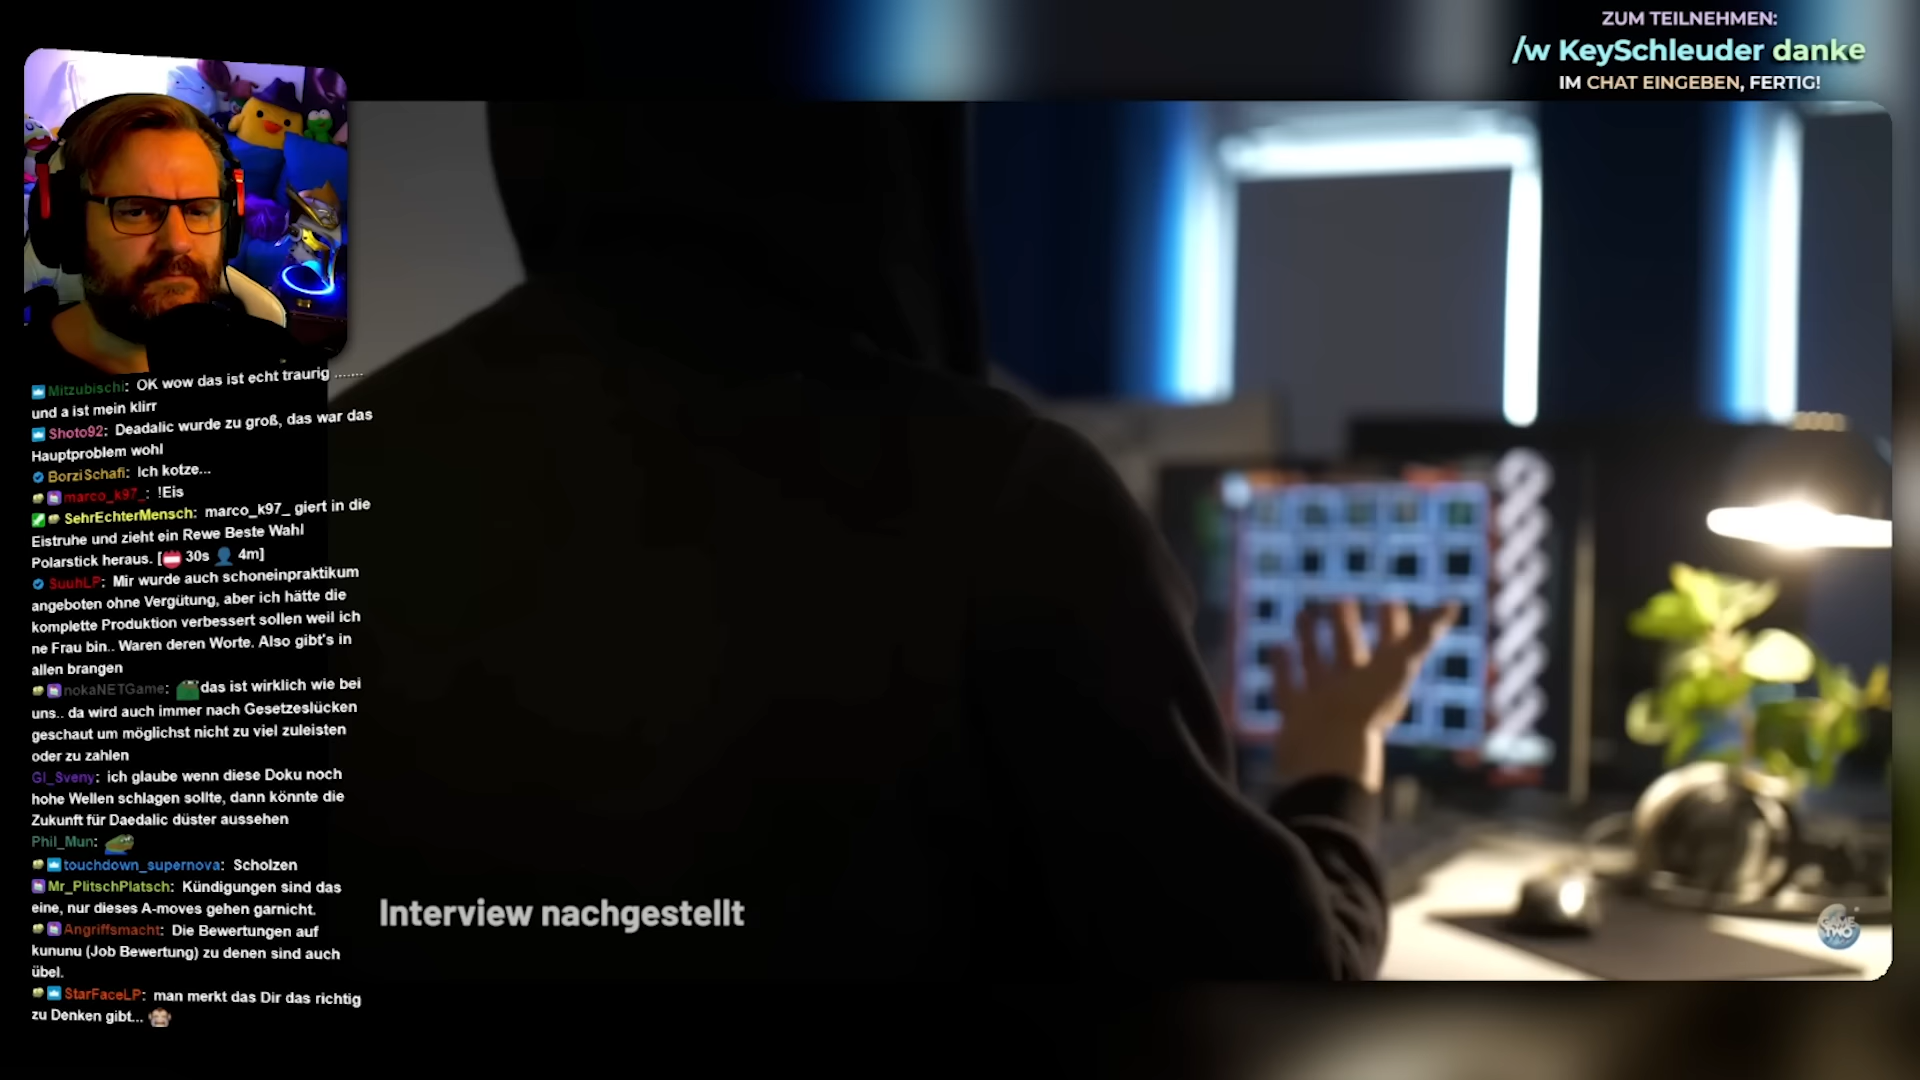 ZUM TEILNEHMEN:
/w KeySchleuder danke
IM CHAT EINGEBEN, FERTIG!
Mitzubischi: OK wow das ist echt traurig .......
und a ist mein klirr
Shoto92: Deadalic wurde zu groß, das war das
Hauptproblem wohl
BorziSchafi: Ich kotze...
marco_k97_: !Eis
SehrEchterMensch: marco_k97_ giert in die
Eistruhe und zieht ein Rewe Beste Wahl
Polarstick heraus. [ 30s 4m]
SuuhLP: Mir wurde auch schoneinpraktikum
angeboten ohne Vergütung, aber ich hätte die
komplette Produktion verbessert sollen weil ich
ne Frau bin.. Waren deren Worte. Also gibt's in
allen brangen
nokaNETGame: das ist wirklich wie bei
uns.. da wird auch immer nach Gesetzeslücken
geschaut um möglichst nicht zu viel zuleisten
oder zu zahlen
GI_Sveny: ich glaube wenn diese Doku noch
hohe Wellen schlagen sollte, dann könnte die
Zukunft für Daedalic düster aussehen
Phil_Mun:
touchdown_supernova: Scholzen
Mr_PlitschPlatsch: Kündigungen sind das
eine, nur dieses A-moves gehen garnicht.
Angriffsmacht: Die Bewertungen auf
kununu (Job Bewertung) zu denen sind auch
übel.
StarFaceLP: man merkt das Dir das richtig
zu Denken gibt...
Interview nachgestellt
GAME
TWO